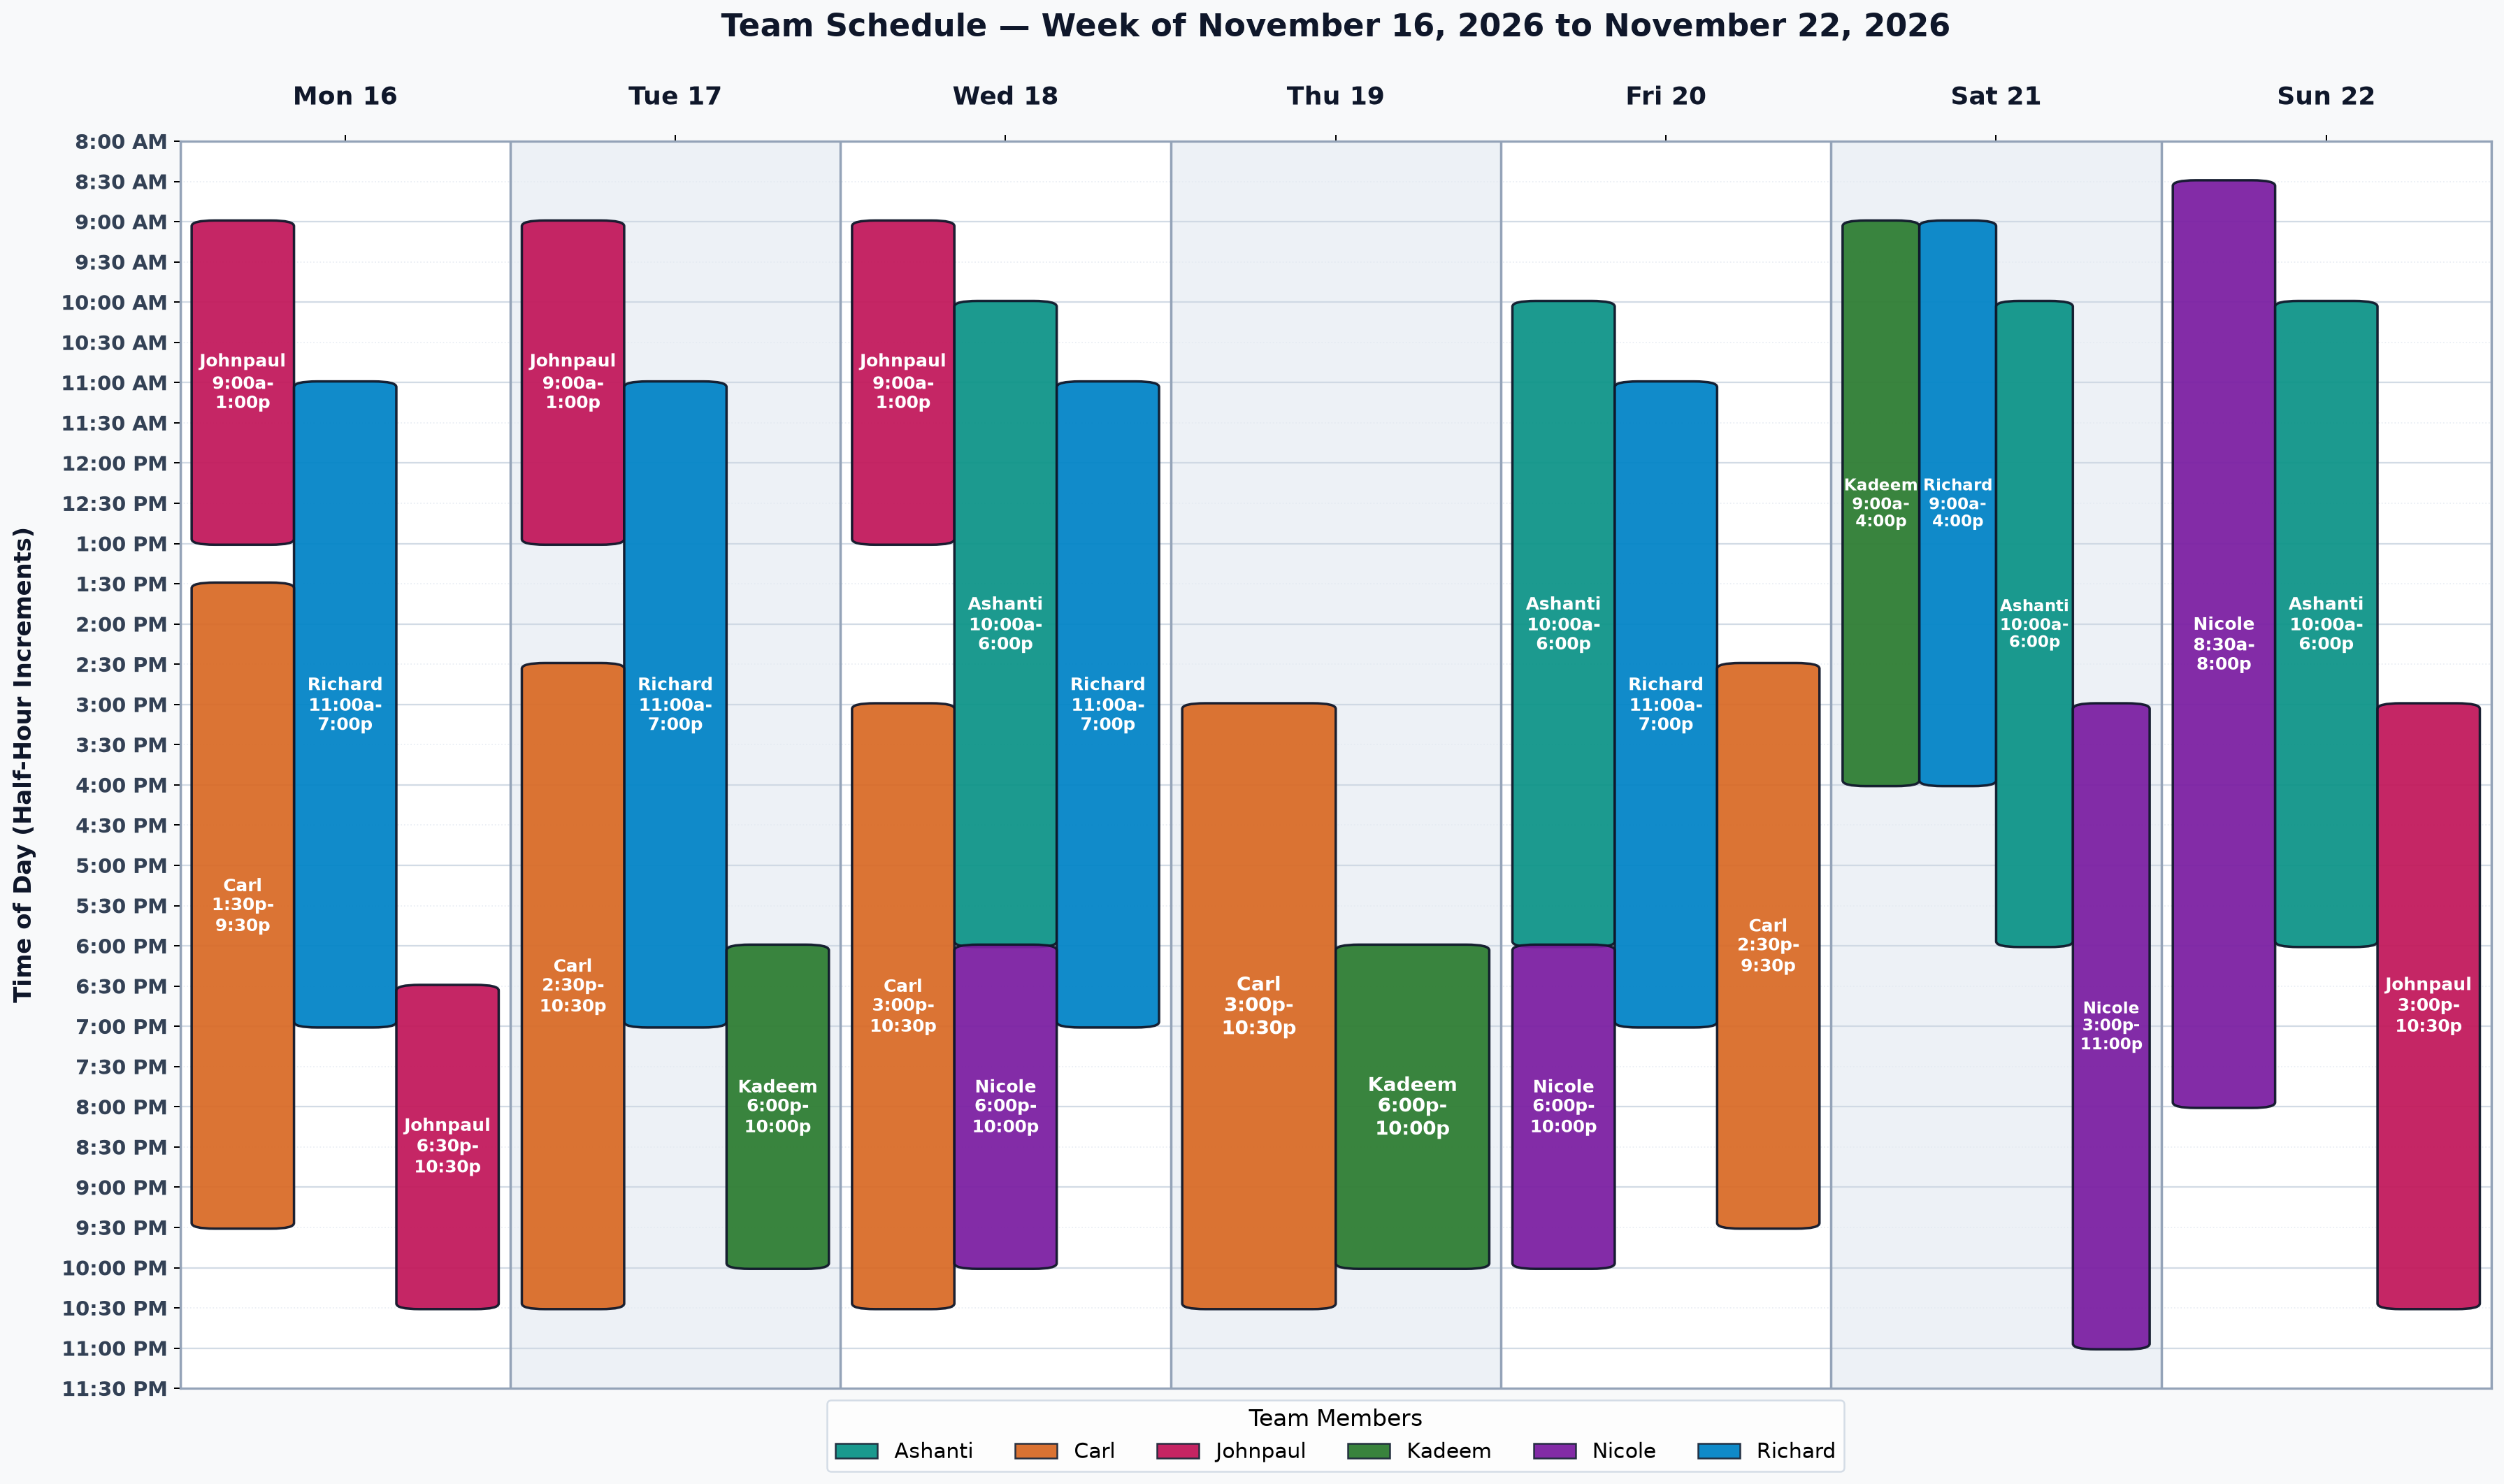 Team Schedule — Week of November 16, 2026 to November 22, 2026
Mon 16
Tue 17
Wed 18
Thu 19
Fri 20
Sat 21
Sun 22
Time of Day (Half-Hour Increments)
8:00 AM
8:30 AM
9:00 AM
9:30 AM
10:00 AM
10:30 AM
11:00 AM
11:30 AM
12:00 PM
12:30 PM
1:00 PM
1:30 PM
2:00 PM
2:30 PM
3:00 PM
3:30 PM
4:00 PM
4:30 PM
5:00 PM
5:30 PM
6:00 PM
6:30 PM
7:00 PM
7:30 PM
8:00 PM
8:30 PM
9:00 PM
9:30 PM
10:00 PM
10:30 PM
11:00 PM
11:30 PM
Johnpaul
9:00a-
1:00p
Carl
1:30p-
9:30p
Richard
11:00a-
7:00p
Johnpaul
6:30p-
10:30p
Johnpaul
9:00a-
1:00p
Carl
2:30p-
10:30p
Richard
11:00a-
7:00p
Kadeem
6:00p-
10:00p
Johnpaul
9:00a-
1:00p
Carl
3:00p-
10:30p
Ashanti
10:00a-
6:00p
Nicole
6:00p-
10:00p
Richard
11:00a-
7:00p
Carl
3:00p-
10:30p
Kadeem
6:00p-
10:00p
Ashanti
10:00a-
6:00p
Nicole
6:00p-
10:00p
Richard
11:00a-
7:00p
Carl
2:30p-
9:30p
Kadeem
9:00a-
4:00p
Richard
9:00a-
4:00p
Ashanti
10:00a-
6:00p
Nicole
3:00p-
11:00p
Nicole
8:30a-
8:00p
Ashanti
10:00a-
6:00p
Johnpaul
3:00p-
10:30p
Team Members
Ashanti
Carl
Johnpaul
Kadeem
Nicole
Richard